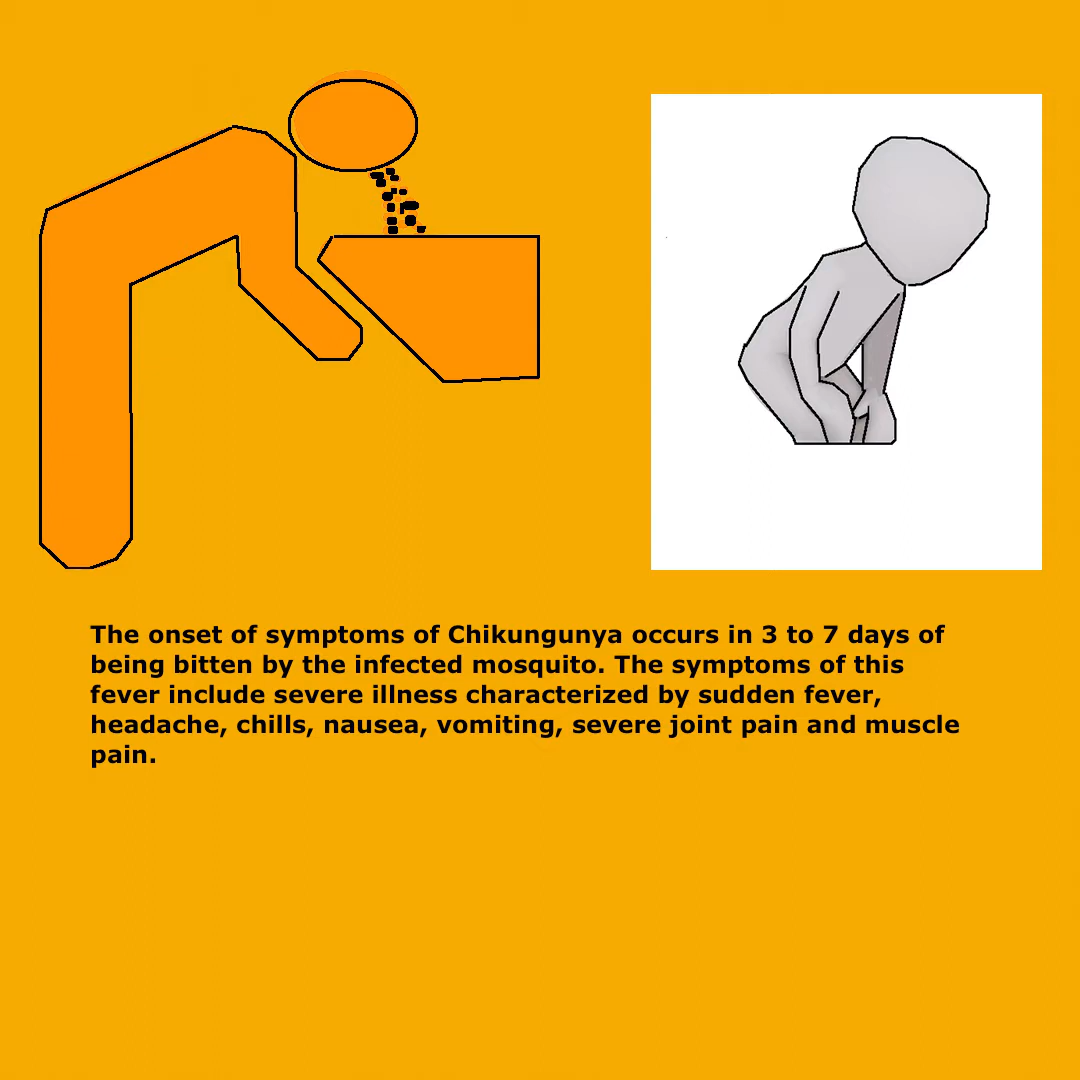 The onset of symptoms of Chikungunya occurs in 3 to 7 days of
being bitten by the infected mosquito. The symptoms of this
fever include severe illness characterized by sudden fever,
headache, chills, nausea, vomiting, severe joint pain and muscle
pain.